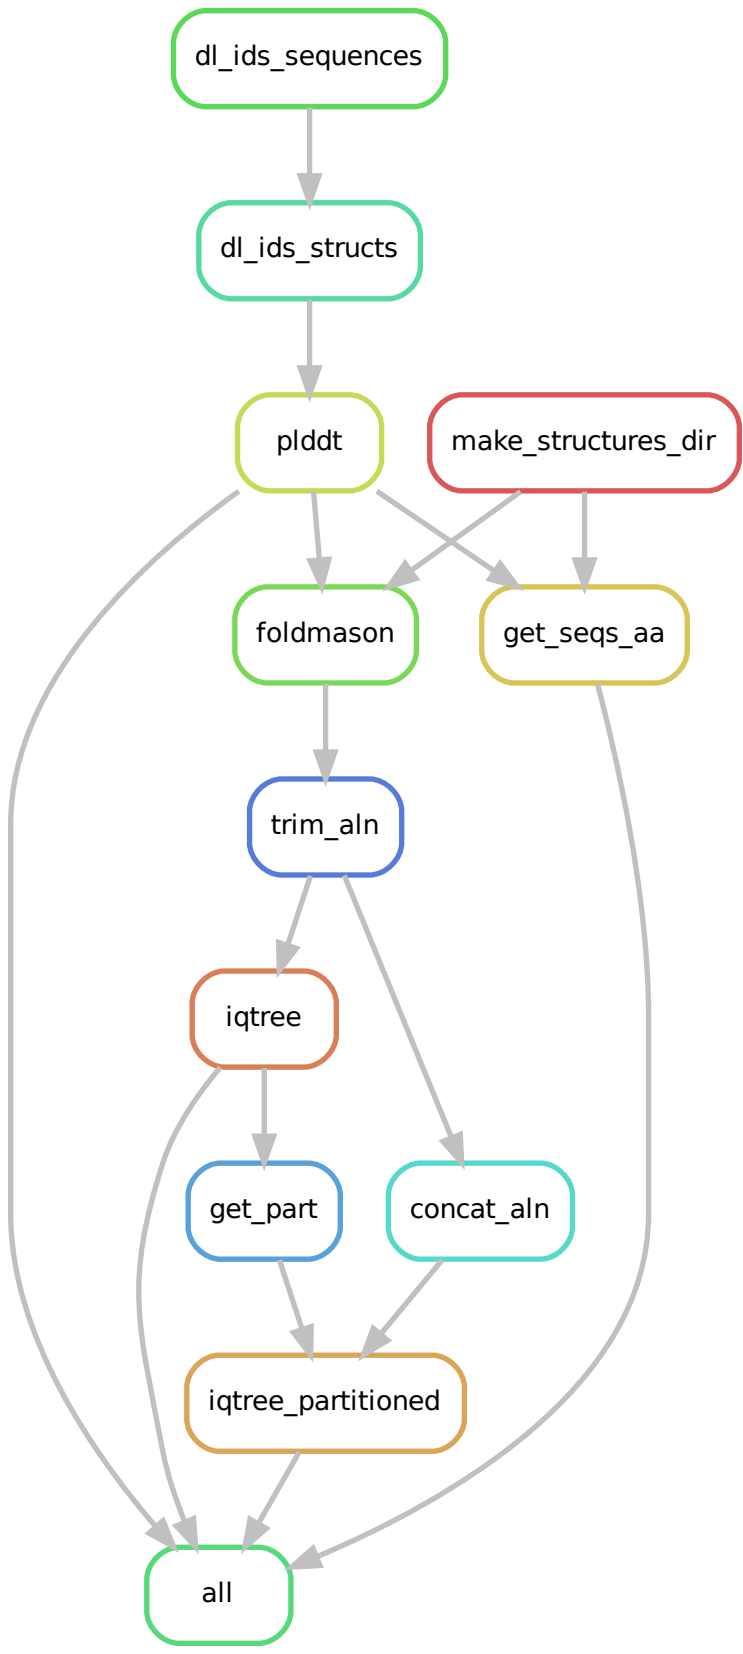 dl_ids_sequences
dl_ids_structs
plddt
make_structures_dir
foldmason
get_seqs_aa
trim_aln
iqtree
get_part
concat_aln
iqtree_partitioned
all